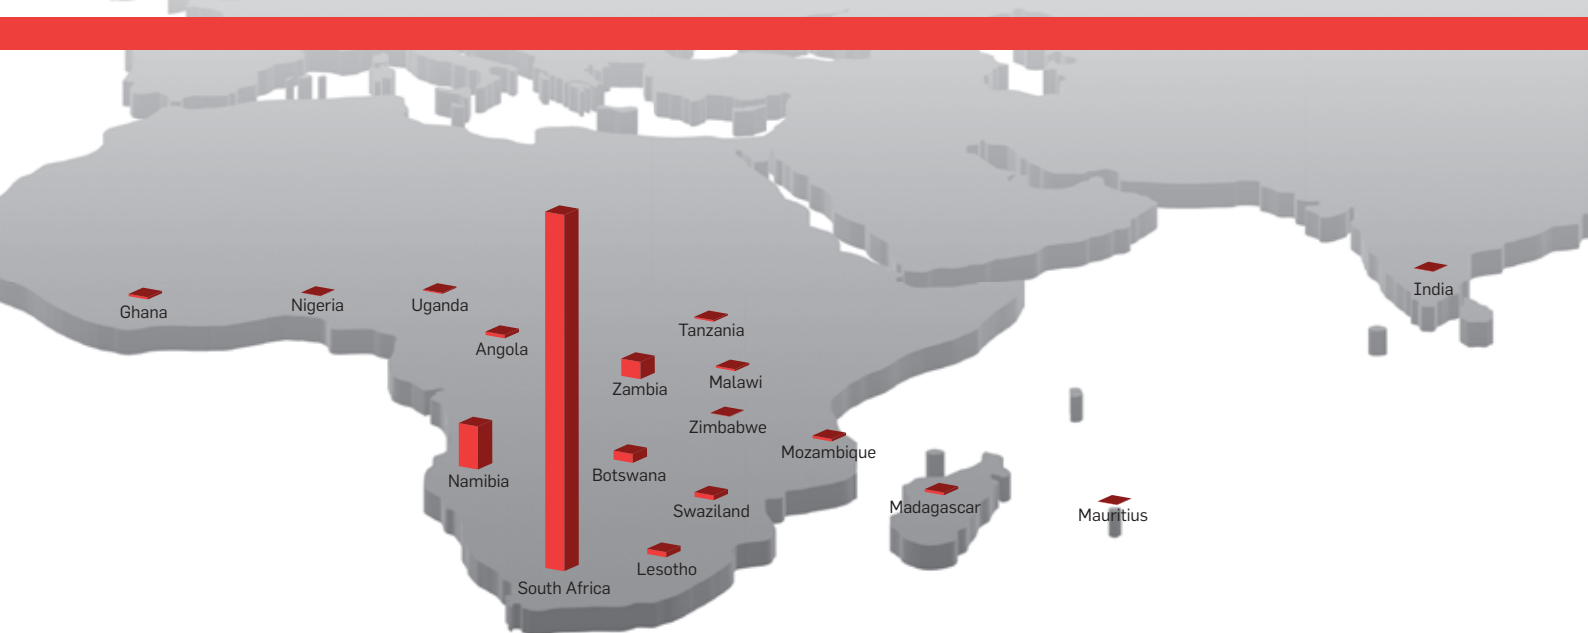 Ghana
Nigeria
Uganda
India
Angola
Tanzania
Zambia
Malawi
Zimbabwe
Mozambique
Namibia
Botswana
Swaziland
Madagascar
Mauritius
Lesotho
South Africa